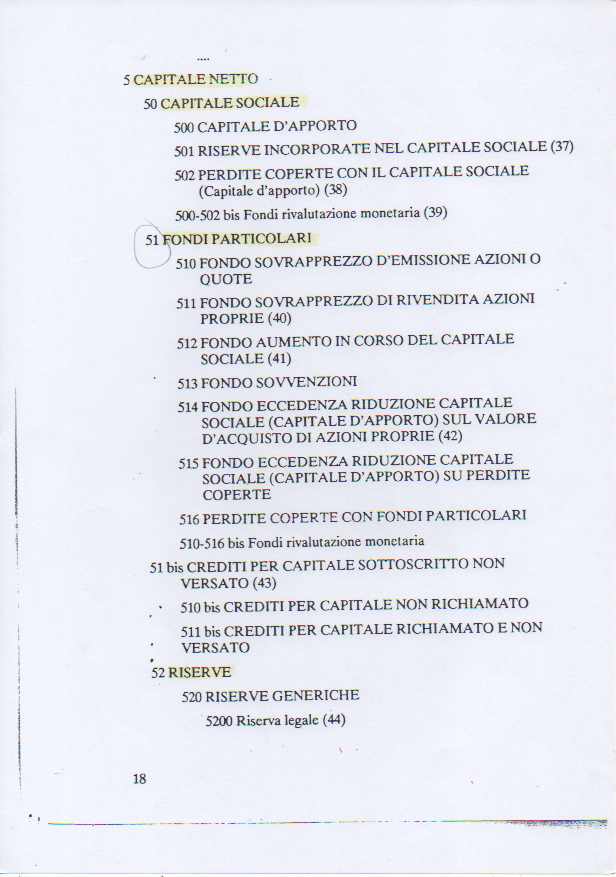 ....
5 CAPITALE NETTO
50 CAPITALE SOCIALE
500 CAPITALE D'APPORTO
501 RISERVE INCORPORATE NEL CAPITALE SOCIALE (37)
502 PERDITE COPERTE CON IL CAPITALE SOCIALE
(Capitale d'apporto) (38)
500-502 bis Fondi rivalutazione monetaria (39)
51 FONDI PARTICOLARI
510 FONDO SOVRAPPREZZO D'EMISSIONE AZIONI O
QUOTE
511 FONDO SOVRAPPREZZO DI RIVENDITA AZIONI
PROPRIE (40)
512 FONDO AUMENTO IN CORSO DEL CAPITALE
SOCIALE (41)
513 FONDO SOVVENZIONI
514 FONDO ECCEDENZA RIDUZIONE CAPITALE
SOCIALE (CAPITALE D'APPORTO) SUL VALORE
D'ACQUISTO DI AZIONI PROPRIE (42)
515 FONDO ECCEDENZA RIDUZIONE CAPITALE
SOCIALE (CAPITALE D'APPORTO) SU PERDITE
COPERTE
516 PERDITE COPERTE CON FONDI PARTICOLARI
510-516 bis Fondi rivalutazione monetaria
51 bis CREDITI PER CAPITALE SOTTOSCRITTO NON
VERSATO (43)
510 bis CREDITI PER CAPITALE NON RICHIAMATO
511 bis CREDITI PER CAPITALE RICHIAMATO E NON
VERSATO
52 RISERVE
520 RISERVE GENERICHE
5200 Riserva legale (44)
18